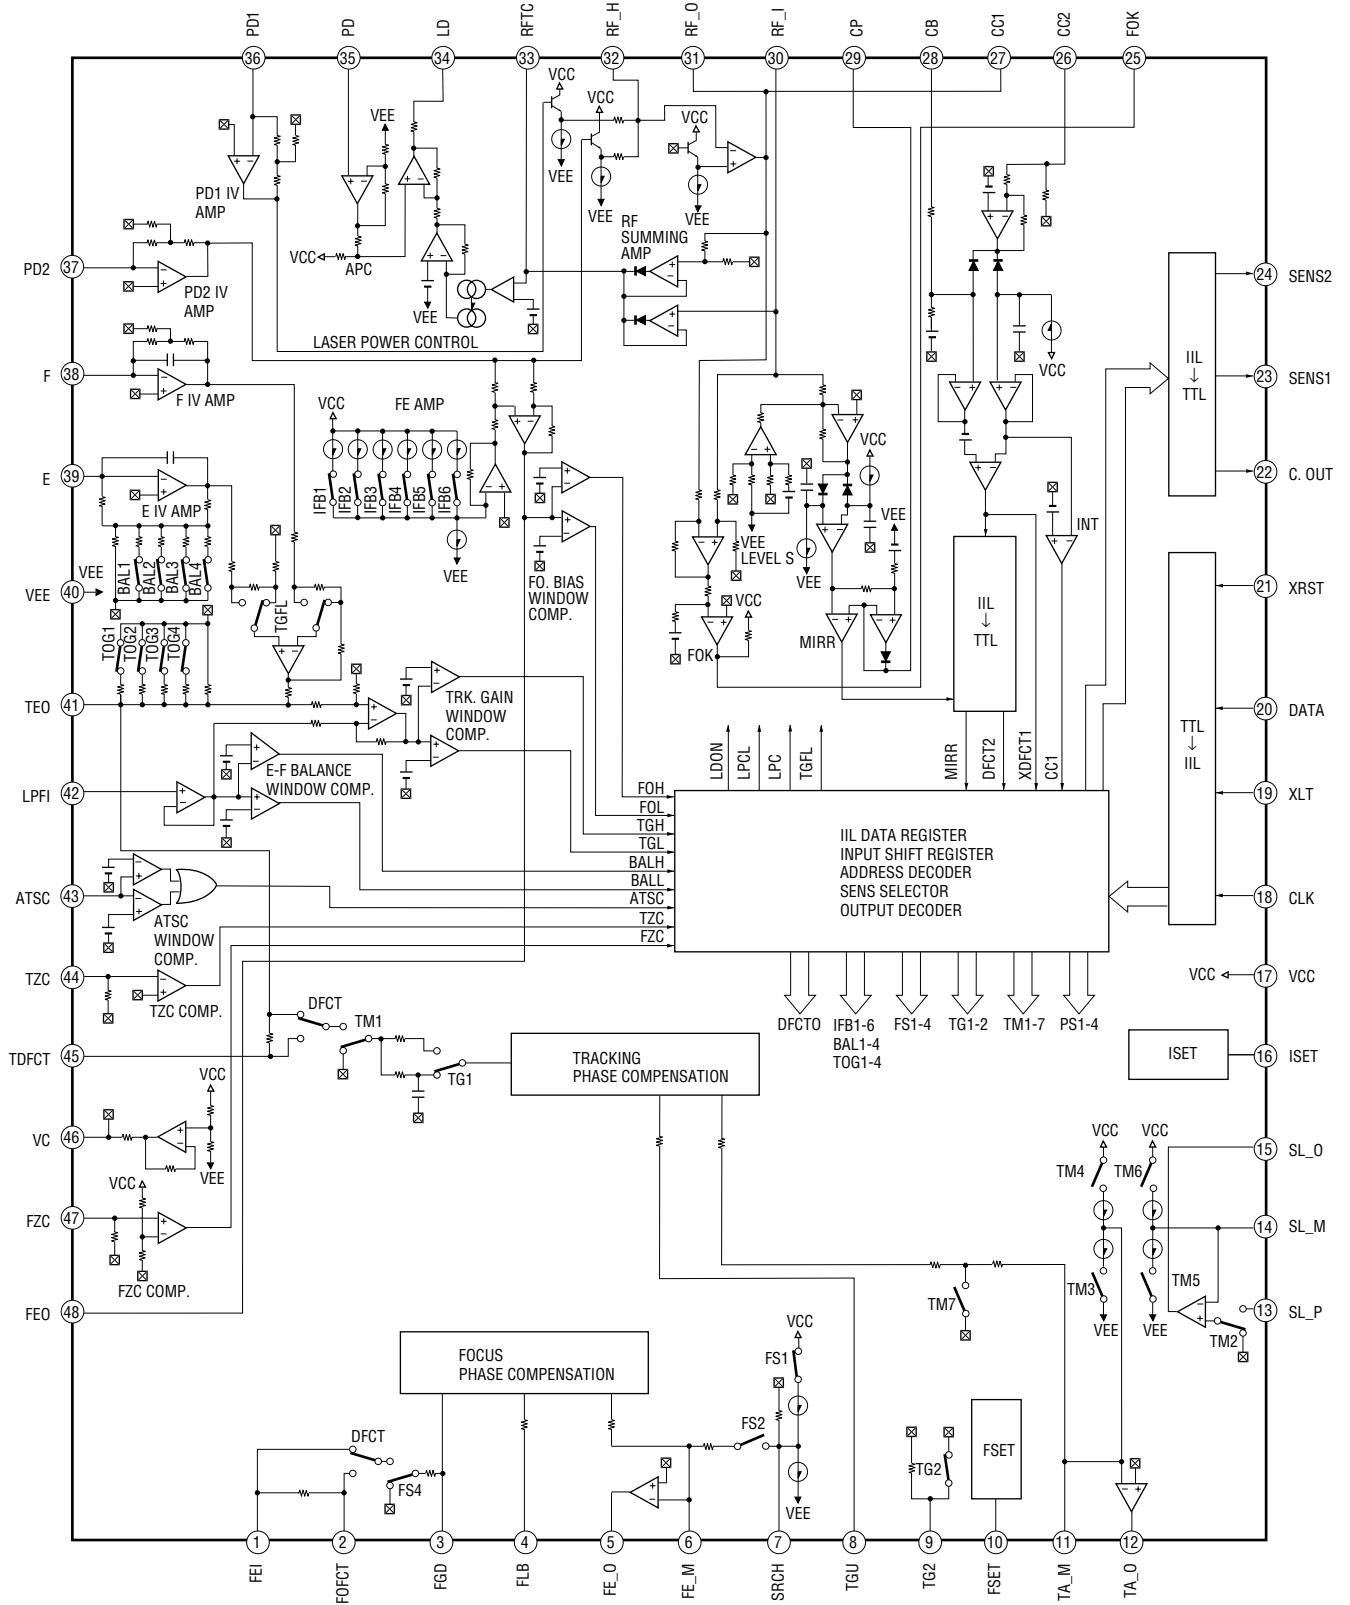 PD1
PD
LD
RFTC
RF_H
RF_O
RF_I
CP
CB
CC1
CC2
FOK
36
35
34
33
32
31
30
29
28
27
26
25
VCC
VCC
VCC
VEE
VEE
VEE
VEE
PD1 IV
AMP
VCC
APC
VEE
RF
SUMMING
AMP
PD2
37
PD2 IV
AMP
LASER POWER CONTROL
24
SENS2
VCC
IIL
↓
TTL
23
SENS1
F
38
F IV AMP
VCC
FE AMP
IFB1
IFB2
IFB3
IFB4
IFB5
IFB6
VEE
VCC
VEE
VEE
LEVEL S
VEE
22
C. OUT
E
39
E IV AMP
BAL1
BAL2
BAL3
BAL4
INT
FO. BIAS
WINDOW
COMP.
VEE
VEE
40
TGFL
TOG1
TOG2
TOG3
TOG4
VCC
FOK
MIRR
IIL
↓
TTL
21
XRST
TEO
41
TRK. GAIN
WINDOW
COMP.
20
DATA
TTL
↓
IIL
LDON
LPCL
LPC
TGFL
MIRR
DFCT2
XDFCT1
CC1
LPFI
42
E-F BALANCE
WINDOW COMP.
19
XLT
FOH
FOL
TGH
TGL
BALH
BALL
ATSC
TZC
FZC
IIL DATA REGISTER
INPUT SHIFT REGISTER
ADDRESS DECODER
SENS SELECTOR
OUTPUT DECODER
ATSC
43
ATSC
WINDOW
COMP.
18
CLK
TZC
44
TZC COMP.
VCC
17
VCC
DFCT
TM1
TG1
DFCTO
IFB1-6
BAL1-4
TOG1-4
FS1-4
TG1-2
TM1-7
PS1-4
TDFCT
45
TRACKING
PHASE COMPENSATION
ISET
16
ISET
VCC
VEE
VC
46
VCC
VCC
TM4
TM6
15
SL_O
VCC
FZC
47
FZC COMP.
14
SL_M
TM3
TM5
VEE
VEE
TM7
TM2
13
SL_P
FEO
48
FOCUS
PHASE COMPENSATION
VCC
FS1
FS2
VEE
DFCT
FS4
TG2
FSET
1
2
3
4
5
6
7
8
9
10
11
12
FEI
FDFCT
FGD
FLB
FE_O
FE_M
SRCH
TGU
TG2
FSET
TA_M
TA_O